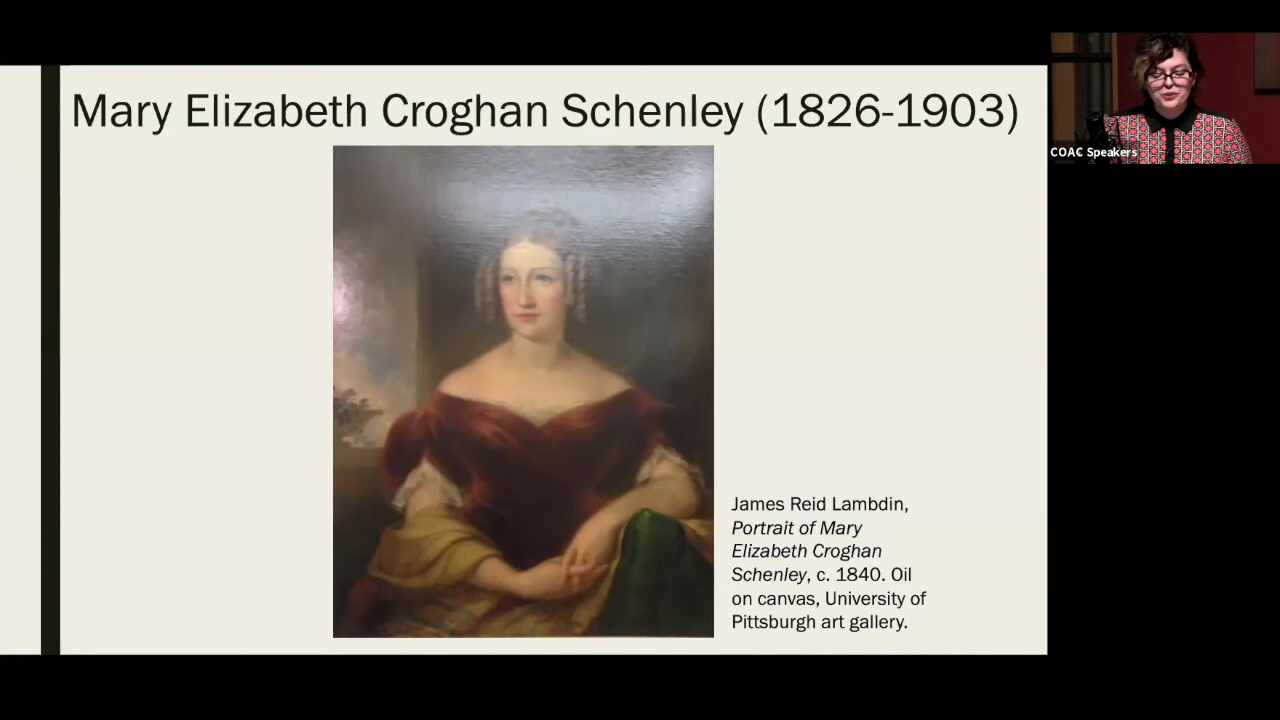 Mary Elizabeth Croghan Schenley (1826-1903)
COAC Speakers
James Reid Lambdin,
Portrait of Mary
Elizabeth Croghan
Schenley, c. 1840. Oil
on canvas, University of
Pittsburgh art gallery.